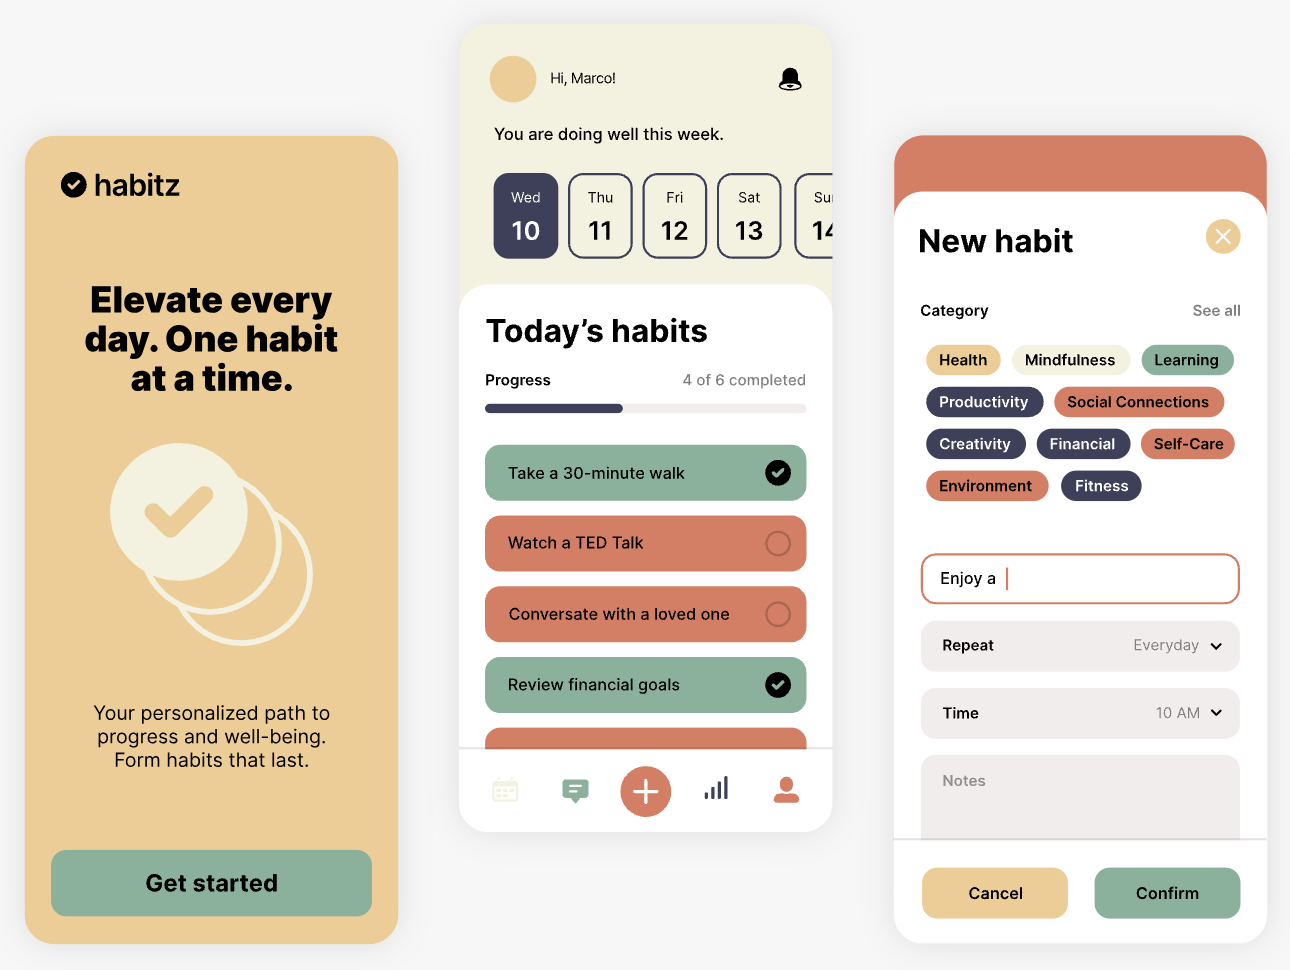 habitz
Elevate every
day. One habit
at a time.
Your personalized path to
progress and well-being.
Form habits that last.
Get started
Hi, Marco!
You are doing well this week.
Wed Thu Fri Sat Sun
10 11 12 13 14
Today’s habits
Progress 4 of 6 completed
Take a 30-minute walk
Watch a TED Talk
Conversate with a loved one
Review financial goals
New habit
Category See all
Health Mindfulness Learning
Productivity Social Connections
Creativity Financial Self-Care
Environment Fitness
Enjoy a
Repeat Everyday
Time 10 AM
Notes
Cancel Confirm